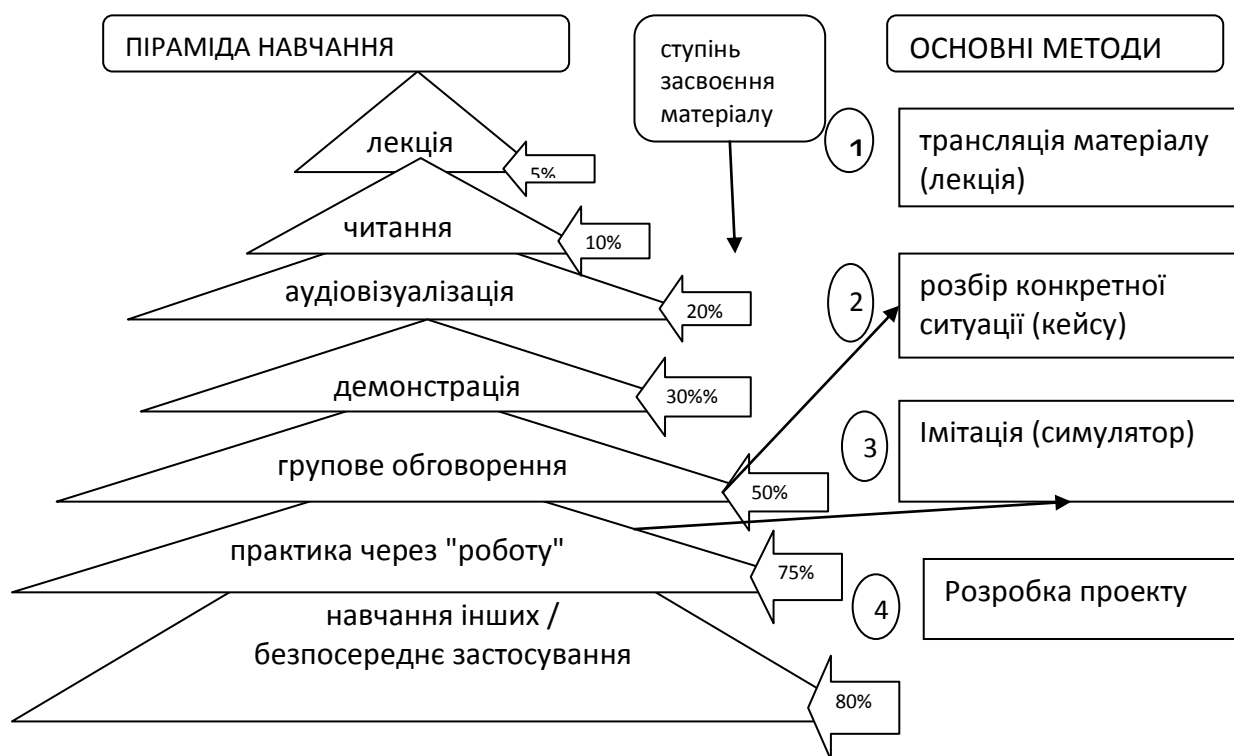 ПІРАМІДА НАВЧАННЯ
лекція
5%
читання
10%
аудіовізуалізація
20%
демонстрація
30%%
групове обговорення
50%
практика через "роботу"
75%
навчання інших /
безпосереднє застосування
80%
ступінь
засвоєння
матеріалу
ОСНОВНІ МЕТОДИ
1
трансляція матеріалу
(лекція)
2
розбір конкретної
ситуації (кейсу)
3
Імітація (симулятор)
4
Розробка проекту